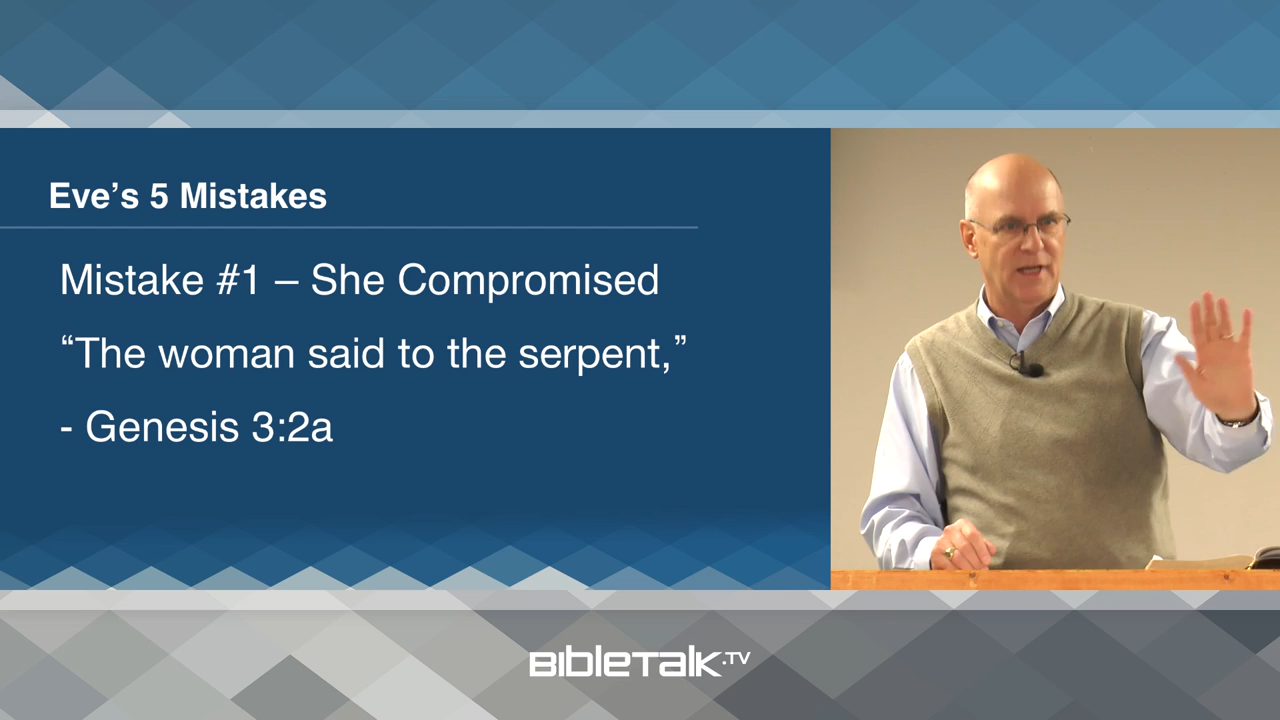 Eve’s 5 Mistakes
Mistake #1 – She Compromised
“The woman said to the serpent,”
- Genesis 3:2a
BIBLETALK.TV